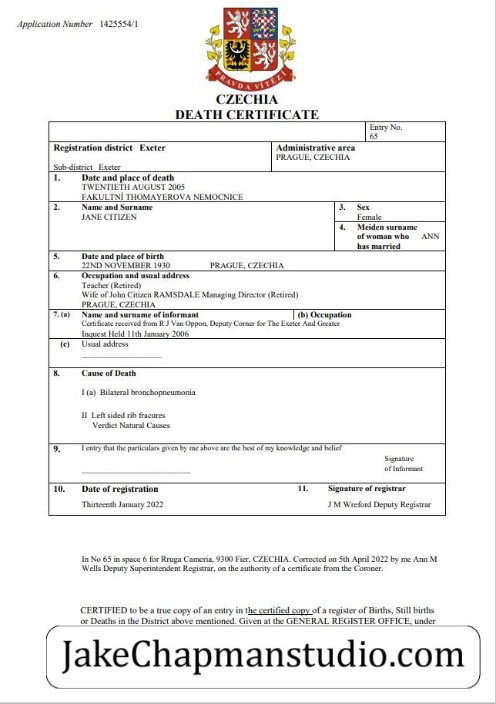 Application Number 1425554/1
PRAVDA VÍTĚZÍ
CZECHIA
DEATH CERTIFICATE
Entry No.
65
Registration district Exeter
Sub-district Exeter
Administrative area
PRAGUE, CZECHIA
1. Date and place of death
TWENTIETH AUGUST 2005
FAKULTNÍ THOMAYEROVA NEMOCNICE
2. Name and Surname
JANE CITIZEN
3. Sex
Female
4. Meiden surname
of woman who ANN
has married
5. Date and place of birth
22ND NOVEMBER 1930 PRAGUE, CZECHIA
6. Occupation and usual address
Teacher (Retired)
Wife of John Citizen RAMSDALE Managing Director (Retired)
PRAGUE, CZECHIA
7. (a) Name and surname of informant (b) Occupation
Certificate received from R J Van Oppon, Deputy Corner for The Exeter And Greater
Inquest Held 11th January 2006
(c) Usual address
8. Cause of Death
I (a) Bilateral bronchopneumonia
II Left sided rib fracures
Verdict Natural Causes
9. I entry that the particulars given by me above are the best of my knowledge and belief
Signature
of Informant
10. Date of registration 11. Signature of registrar
Thirteenth January 2022 J M Wreford Deputy Registrar
In No 65 in space 6 for Rruga Cameria, 9300 Fier, CZECHIA. Corrected on 5th April 2022 by me Ann M
Wells Deputy Superintendent Registrar, on the authority of a certificate from the Coroner.
CERTIFIED to be a true copy of an entry in the certified copy of a register of Births, Still births
or Deaths in the District above mentioned. Given at the GENERAL REGISTER OFFICE, under
JakeChapmanstudio.com